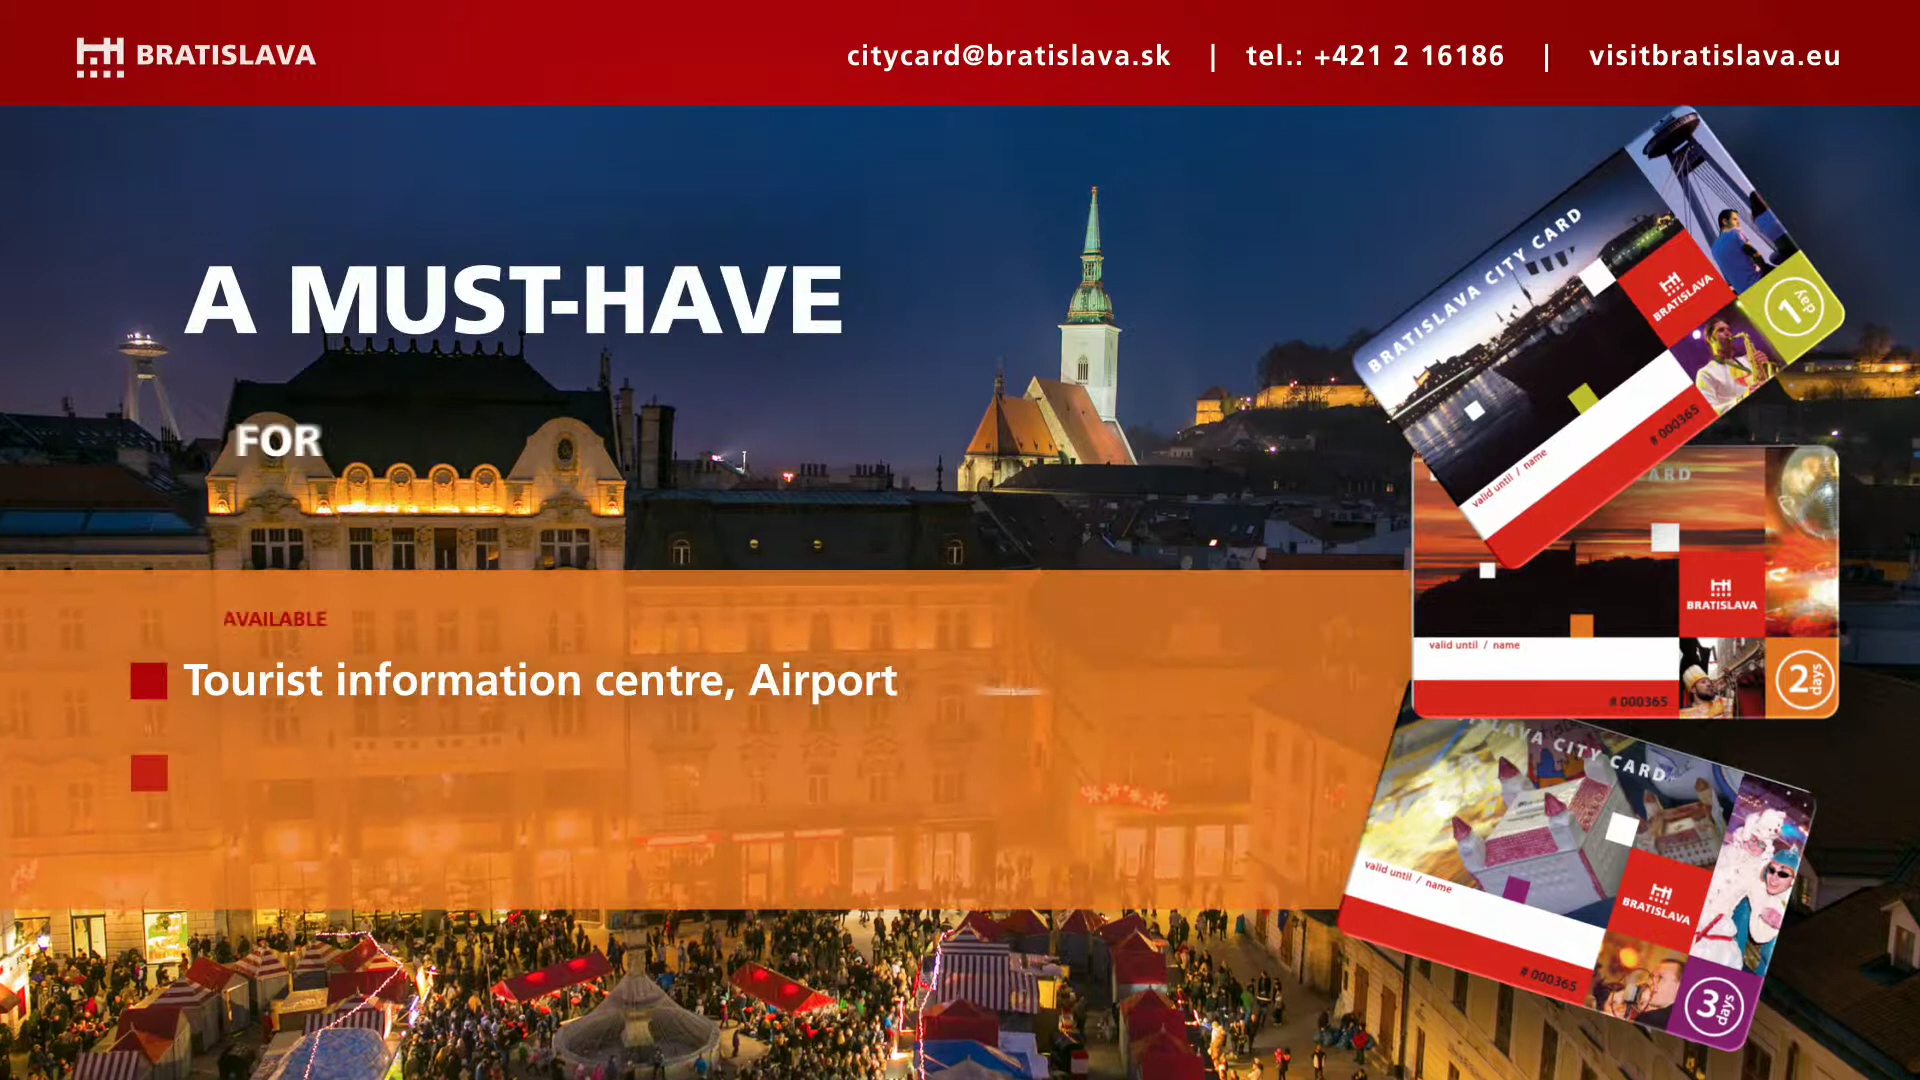 BRATISLAVA
citycard@bratislava.sk | tel.: +421 2 16186 | visitbratislava.eu
A MUST-HAVE
FOR
AVAILABLE
Tourist information centre, Airport
BRATISLAVA CITY CARD
BRATISLAVA
1 day
# 000365
valid until / name
CARD
BRATISLAVA
valid until / name
2 days
# 000365
SLAVA CITY CARD
valid until / name
BRATISLAVA
# 000365
3 days